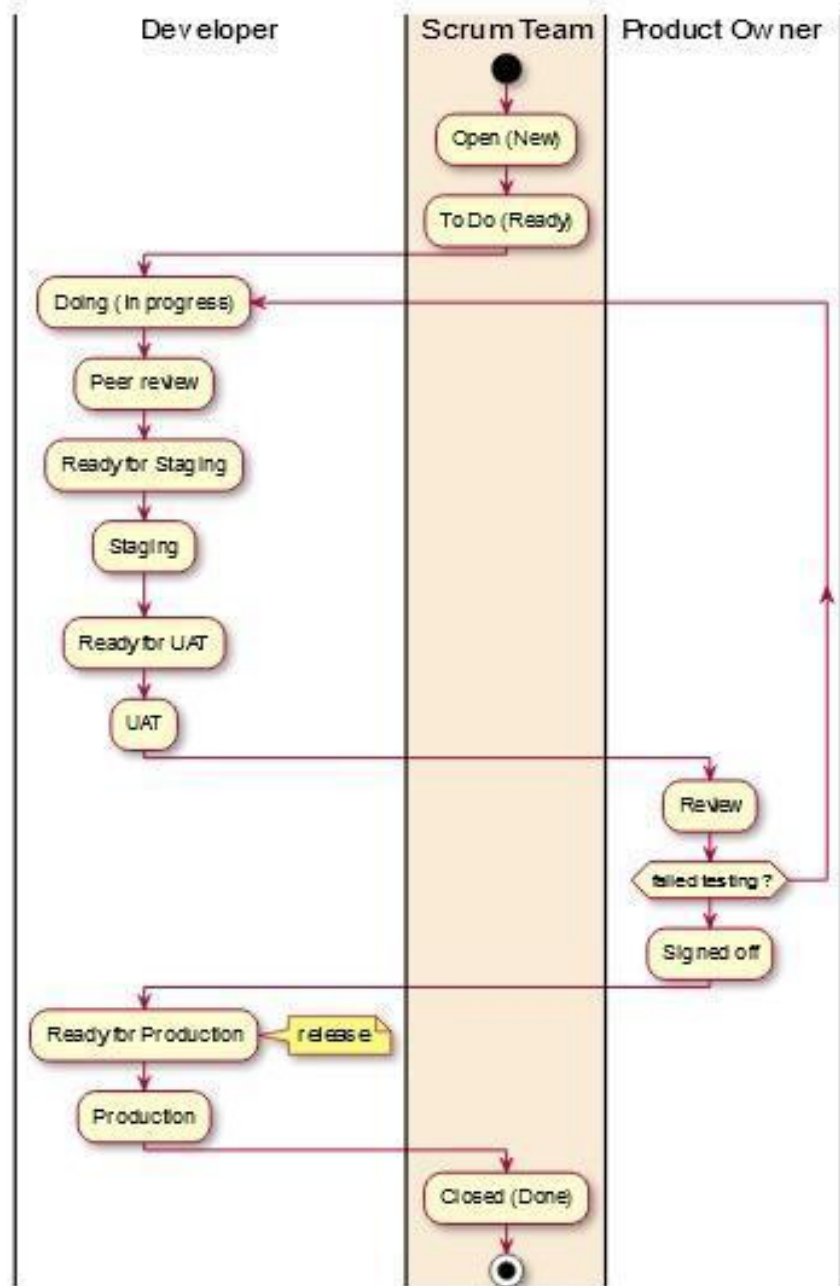 Developer
Scrum Team
Product Owner
Open (New)
To Do (Ready)
Doing (In progress)
Peer review
Ready for Staging
Staging
Ready for UAT
UAT
Review
failed testing?
Signed off
Ready for Production
release
Production
Closed (Done)